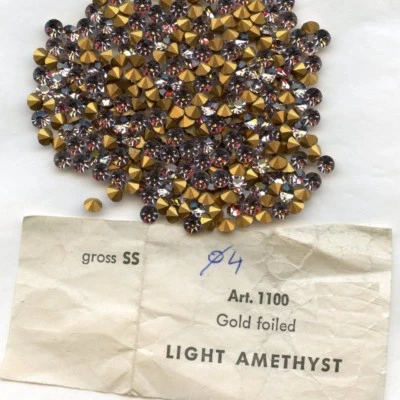 gross SS ø4
Art. 1100
Gold foiled
LIGHT AMETHYST